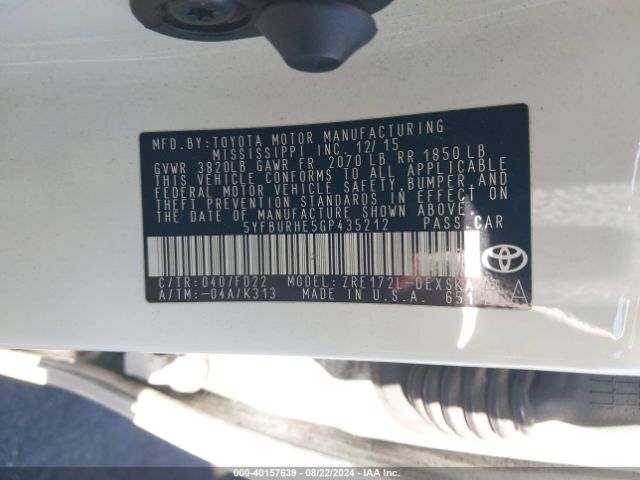 MFD.BY:TOYOTA MOTOR MANUFACTURING
MISSISSIPPI INC. 12/15
GVWR 3820LB GAWR FR 2070 LB RR 1850 LB
THIS VEHICLE CONFORMS TO ALL APPLICABLE
FEDERAL MOTOR VEHICLE SAFETY,BUMPER,AND
THEFT PREVENTION STANDARDS IN EFFECT ON
THE DATE OF MANUFACTURE SHOWN ABOVE.
5YFBURHE5GP435212 PASS.CAR
C/TR:040/FD22 MODEL:ZRE172L-DEXSKA
A/TM:-04A/K313 MADE IN U.S.A. 651 A
TOYOTA
000-40157639 - 08/22/2024 - IAA Inc.